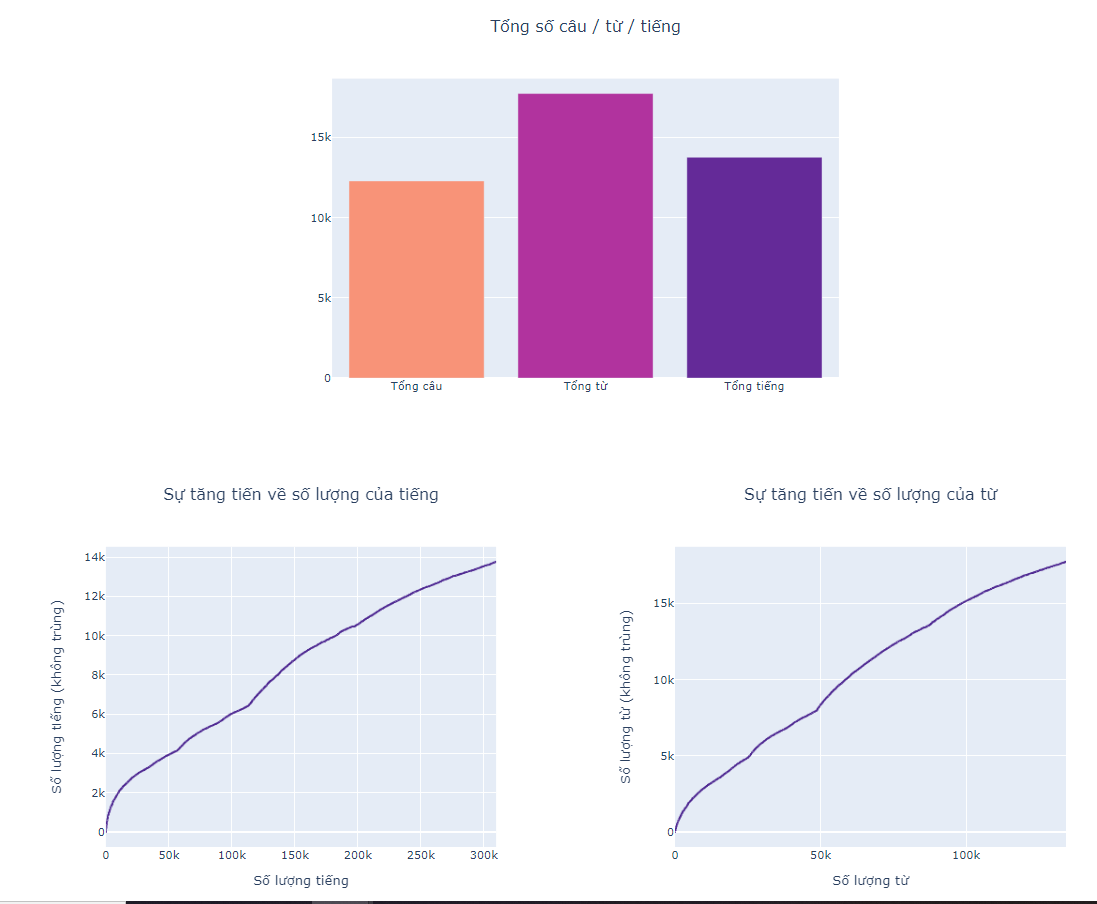 Tổng số câu / từ / tiếng
15k
10k
5k
0
Tổng câu Tổng từ Tổng tiếng
Sự tăng tiến về số lượng của tiếng
14k
12k
10k
8k
6k
4k
2k
0
Số lượng tiếng (không trùng)
0 50k 100k 150k 200k 250k 300k
Số lượng tiếng
Sự tăng tiến về số lượng của từ
15k
10k
5k
0
Số lượng từ (không trùng)
0 50k 100k
Số lượng từ